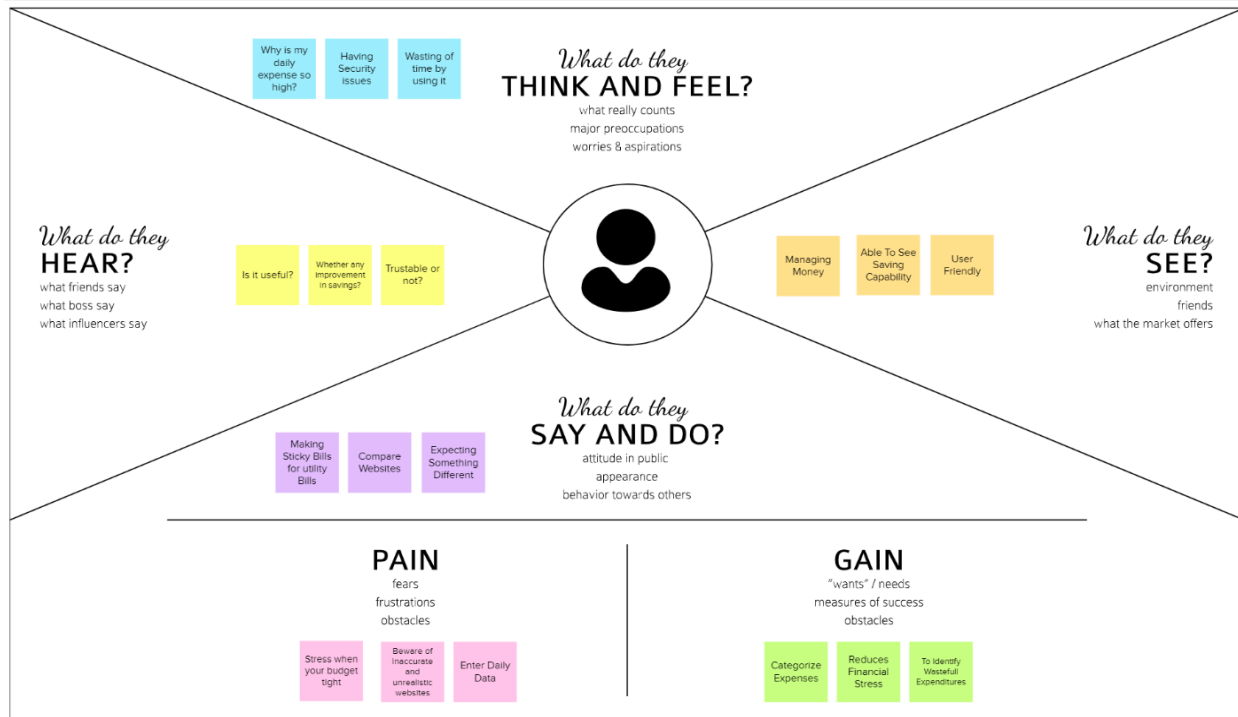 Why is my
daily
expense so
high?
Having
Security
issues
Wasting of
time by
using it
What do they
THINK AND FEEL?
what really counts
major preoccupations
worries & aspirations
What do they
HEAR?
what friends say
what boss say
what influencers say
Is it useful?
Whether any
improvement
in savings?
Trustable or
not?
Managing
Money
Able To See
Saving
Capability
User
Friendly
What do they
SEE?
environment
friends
what the market offers
What do they
SAY AND DO?
attitude in public
appearance
behavior towards others
Making
Sticky Bills
for utility
Bills
Compare
Websites
Expecting
Something
Different
PAIN
fears
frustrations
obstacles
Stress when
your budget
tight
Beware of
Inaccurate
and
unrealistic
websites
Enter Daily
Data
GAIN
"wants" / needs
measures of success
obstacles
Categorize
Expenses
Reduces
Financial
Stress
To Identify
Wastefull
Expenditures